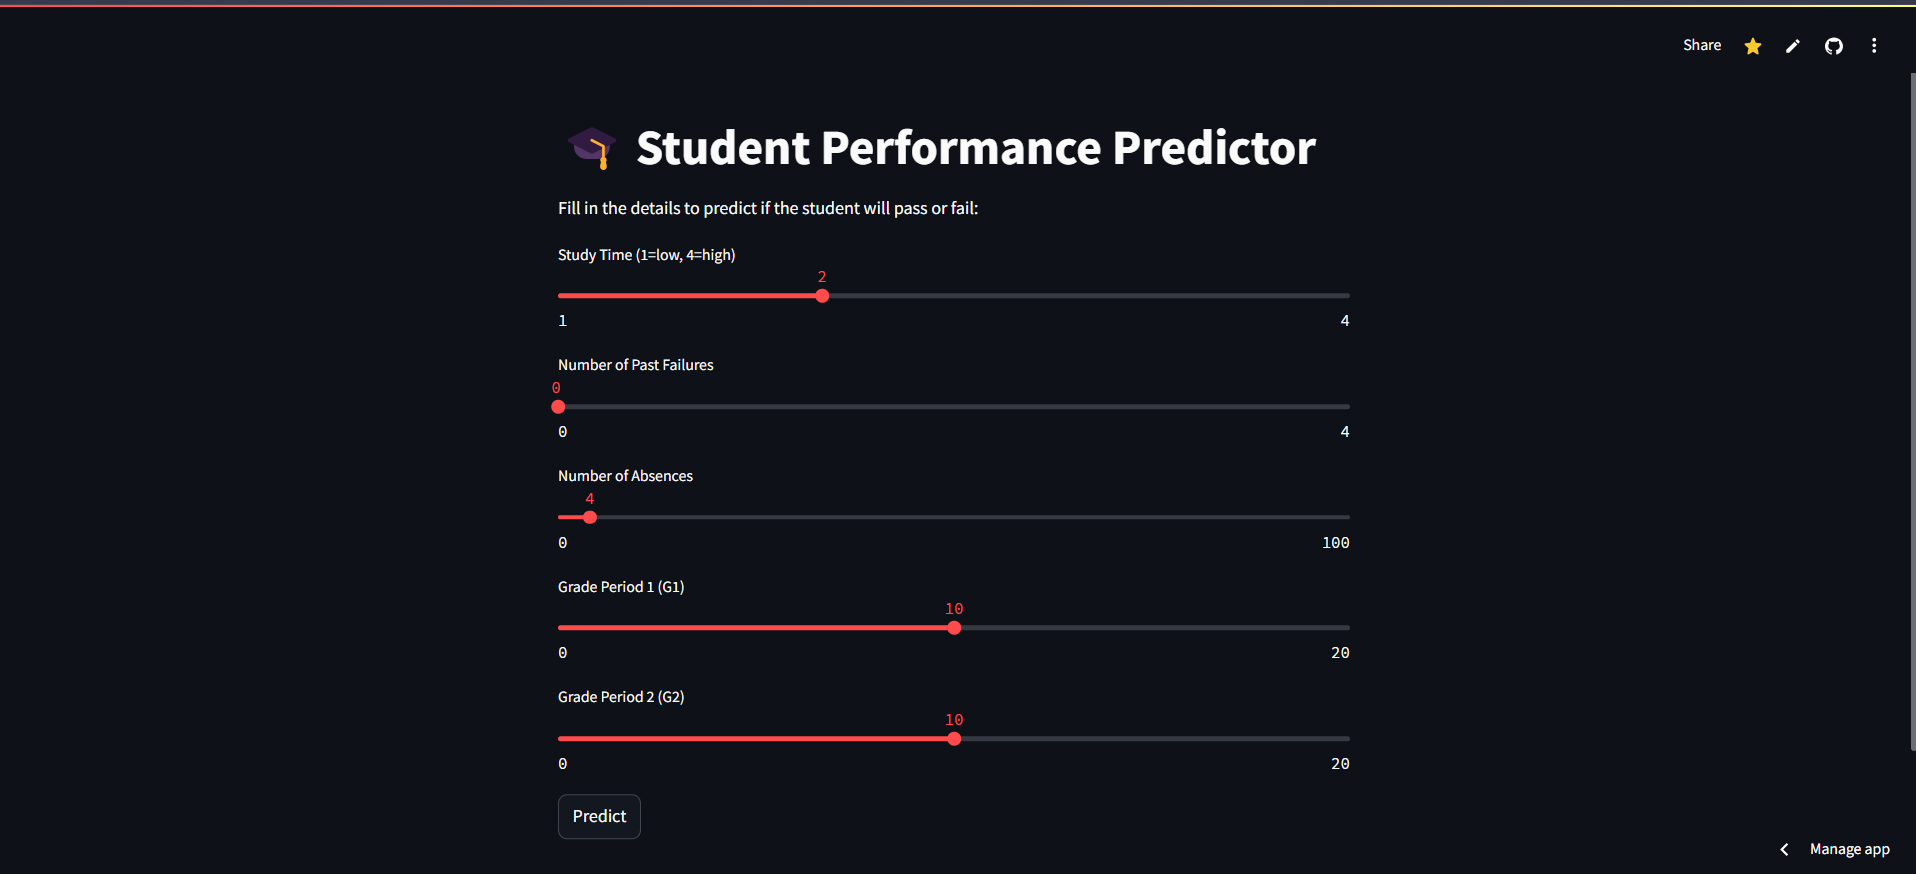 Share
Student Performance Predictor
Fill in the details to predict if the student will pass or fail:
Study Time (1=low, 4=high)
2
1 4
Number of Past Failures
0
0 4
Number of Absences
4
0 100
Grade Period 1 (G1)
10
0 20
Grade Period 2 (G2)
10
0 20
Predict
Manage app